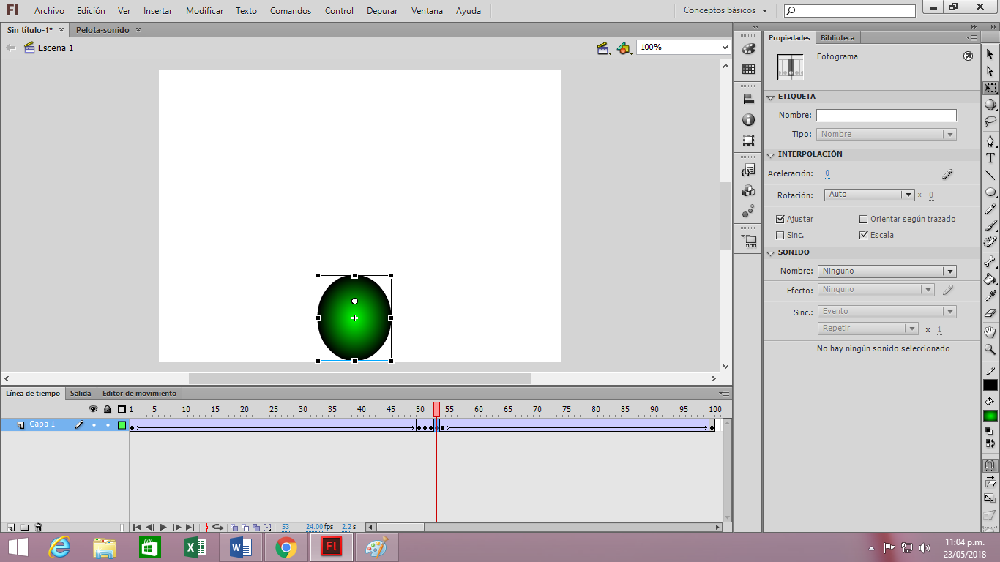 Fl Archivo Edición Ver Insertar Modificar Texto Comandos Control Depurar Ventana Ayuda Conceptos básicos
Sin título-1* × Pelota-sonido ×
Escena 1 100%
Propiedades Biblioteca
Fotograma
ETIQUETA
Nombre:
Tipo: Nombre
INTERPOLACIÓN
Aceleración: 0
Rotación: Auto x 0
Ajustar Orientar según trazado
Sinc. Escala
SONIDO
Nombre: Ninguno
Efecto: Ninguno
Sinc.: Evento
Repetir x 1
No hay ningún sonido seleccionado
T
Línea de tiempo Salida Editor de movimiento
1 5 10 15 20 25 30 35 40 45 50 55 60 65 70 75 80 85 90 95 100
Capa 1
53 24.00 fps 2.2 s
Fl
11:04 p.m.
23/05/2018